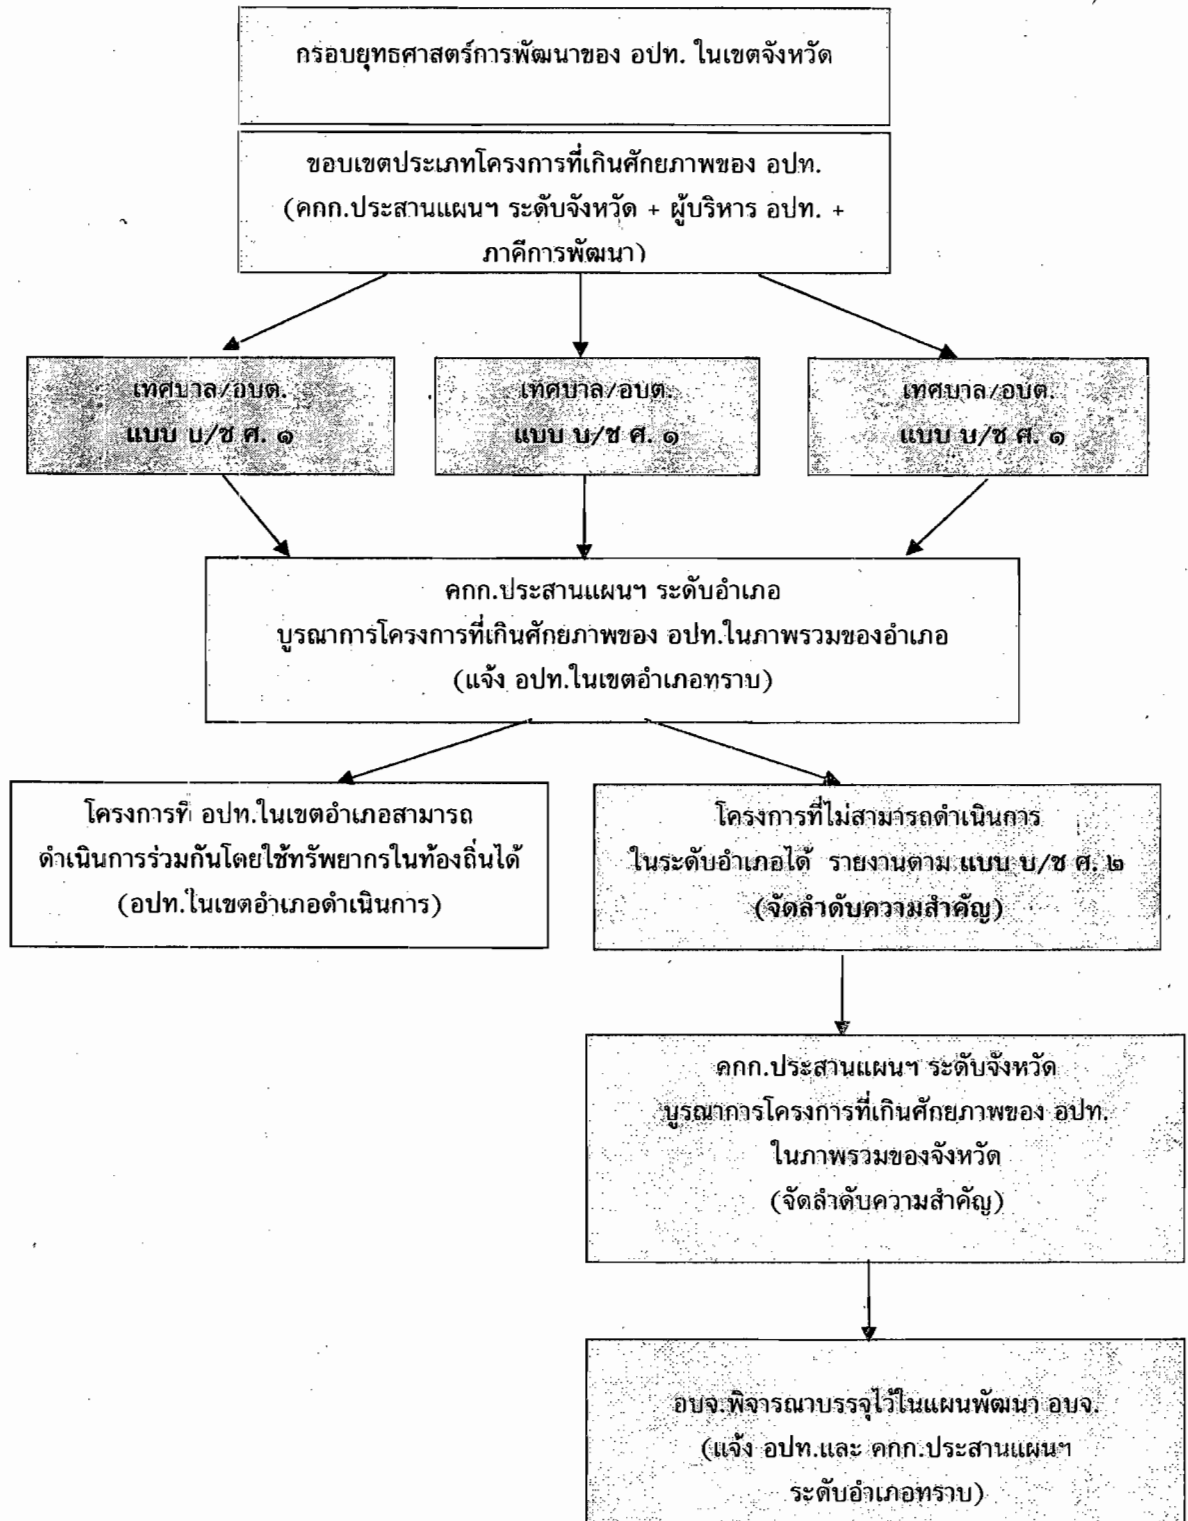 กรอบยุทธศาสตร์การพัฒนาของ อปท. ในเขตจังหวัด
ขอบเขตประเภทโครงการที่เกินศักยภาพของ อปท.
(คกก.ประสานแผนฯ ระดับจังหวัด + ผู้บริหาร อปท. +
ภาคีการพัฒนา)
เทศบาล/อบต.
แบบ บ/ช ศ. ๑
เทศบาล/อบต.
แบบ บ/ช ศ. ๑
เทศบาล/อบต.
แบบ บ/ช ศ. ๑
คกก.ประสานแผนฯ ระดับอำเภอ
บูรณาการโครงการที่เกินศักยภาพของ อปท.ในภาพรวมของอำเภอ
(แจ้ง อปท.ในเขตอำเภอทราบ)
โครงการที่ อปท.ในเขตอำเภอสามารถ
ดำเนินการร่วมกันโดยใช้ทรัพยากรในท้องถิ่นได้
(อปท.ในเขตอำเภอดำเนินการ)
โครงการที่ไม่สามารถดำเนินการ
ในระดับอำเภอได้ รายงานตาม แบบ บ/ช ศ. ๒
(จัดลำดับความสำคัญ)
คกก.ประสานแผนฯ ระดับจังหวัด
บูรณาการโครงการที่เกินศักยภาพของ อปท.
ในภาพรวมของจังหวัด
(จัดลำดับความสำคัญ)
อบจ.พิจารณาบรรจุไว้ในแผนพัฒนา อบจ.
(แจ้ง อปท.และ คกก.ประสานแผนฯ
ระดับอำเภอทราบ)